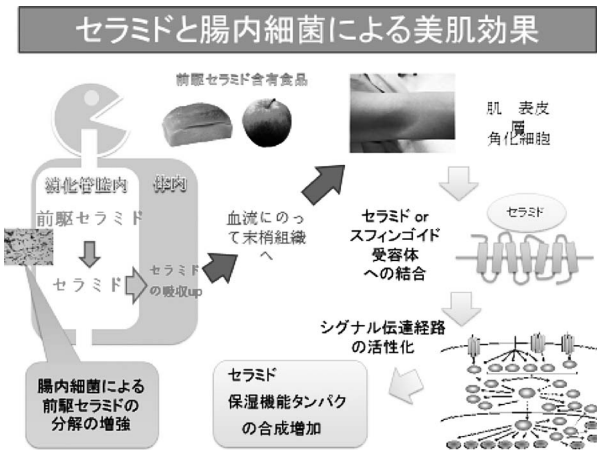 セラミドと腸内細菌による美肌効果
前駆セラミド含有食品
消化管腔内
体内
前駆セラミド
セラミド
セラミド
の吸収up
腸内細菌による
前駆セラミドの
分解の増強
血流にのっ
て末梢組織
へ
肌 表皮
層
角化細胞
セラミド or
スフィンゴイド
受容体
への結合
セラミド
シグナル伝達経路
の活性化
セラミド
保湿機能タンパク
の合成増加